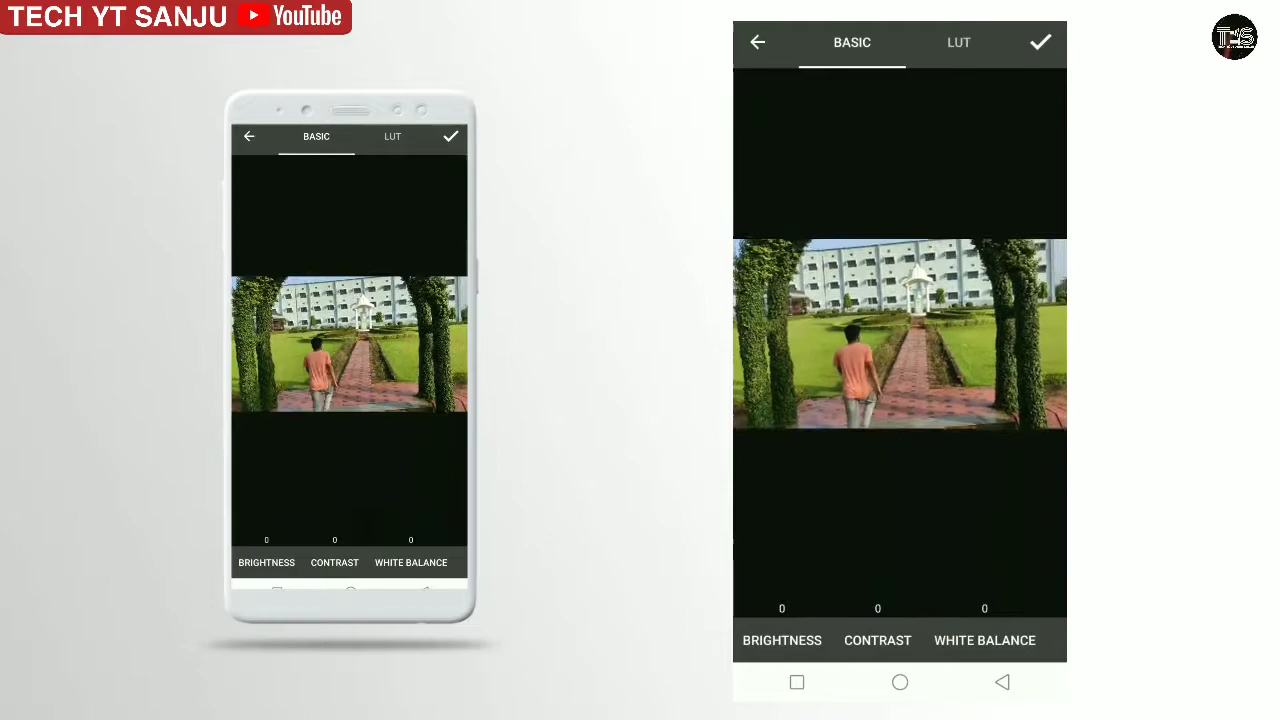 TECH YT SANJU YouTube
BASIC LUT
0 0 0
BRIGHTNESS CONTRAST WHITE BALANCE
BASIC LUT
0 0 0
BRIGHTNESS CONTRAST WHITE BALANCE